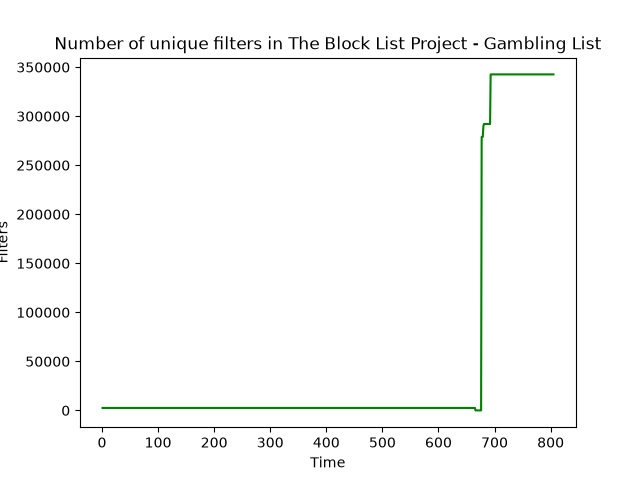 Number of unique filters in The Block List Project - Gambling List
350000
300000
250000
200000
150000
100000
50000
0
Filters
0 100 200 300 400 500 600 700 800
Time